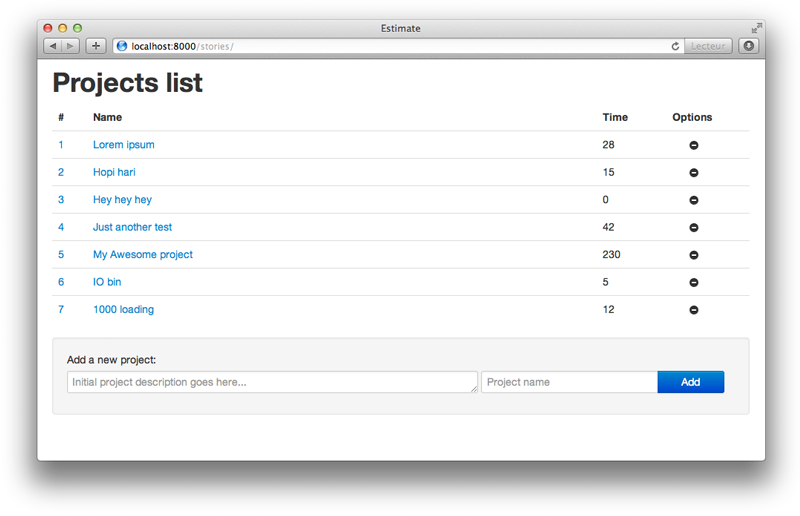 Estimate
localhost:8000/stories/ Lecteur
Projects list
# Name Time Options
1 Lorem ipsum 28
2 Hopi hari 15
3 Hey hey hey 0
4 Just another test 42
5 My Awesome project 230
6 IO bin 5
7 1000 loading 12
Add a new project:
Initial project description goes here... Project name Add